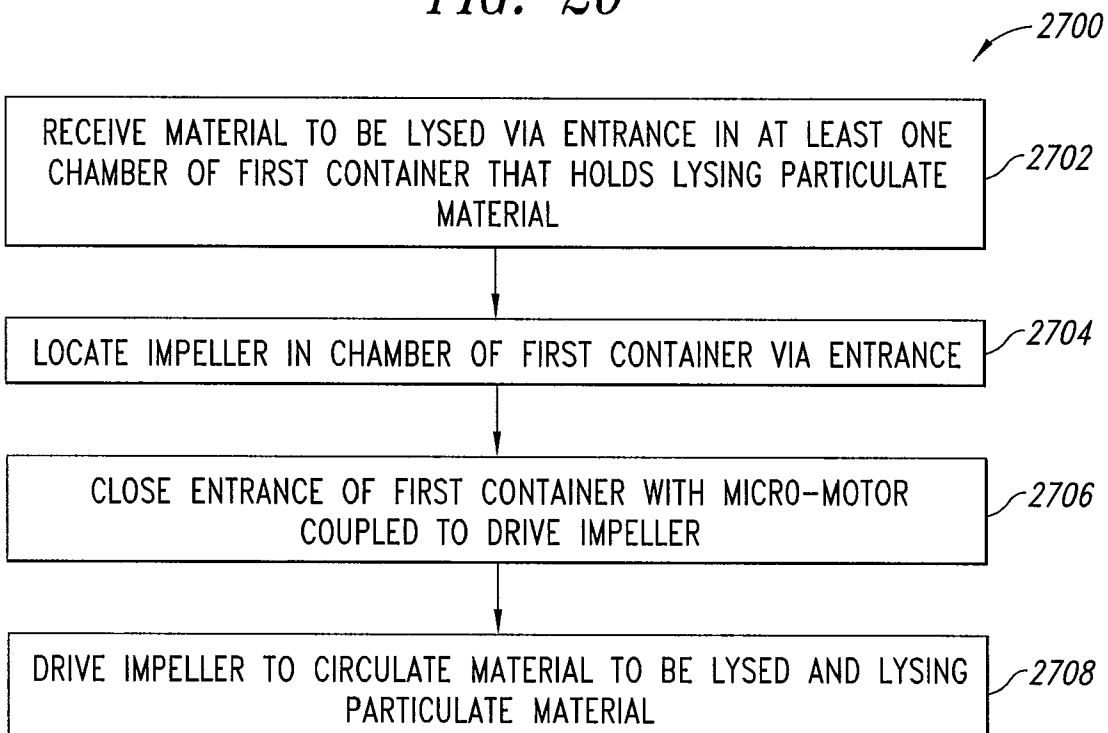 FIG. 26
2700
RECEIVE MATERIAL TO BE LYSED VIA ENTRANCE IN AT LEAST ONE
CHAMBER OF FIRST CONTAINER THAT HOLDS LYSING PARTICULATE
MATERIAL
2702
LOCATE IMPELLER IN CHAMBER OF FIRST CONTAINER VIA ENTRANCE
2704
CLOSE ENTRANCE OF FIRST CONTAINER WITH MICRO-MOTOR
COUPLED TO DRIVE IMPELLER
2706
DRIVE IMPELLER TO CIRCULATE MATERIAL TO BE LYSED AND LYSING
PARTICULATE MATERIAL
2708